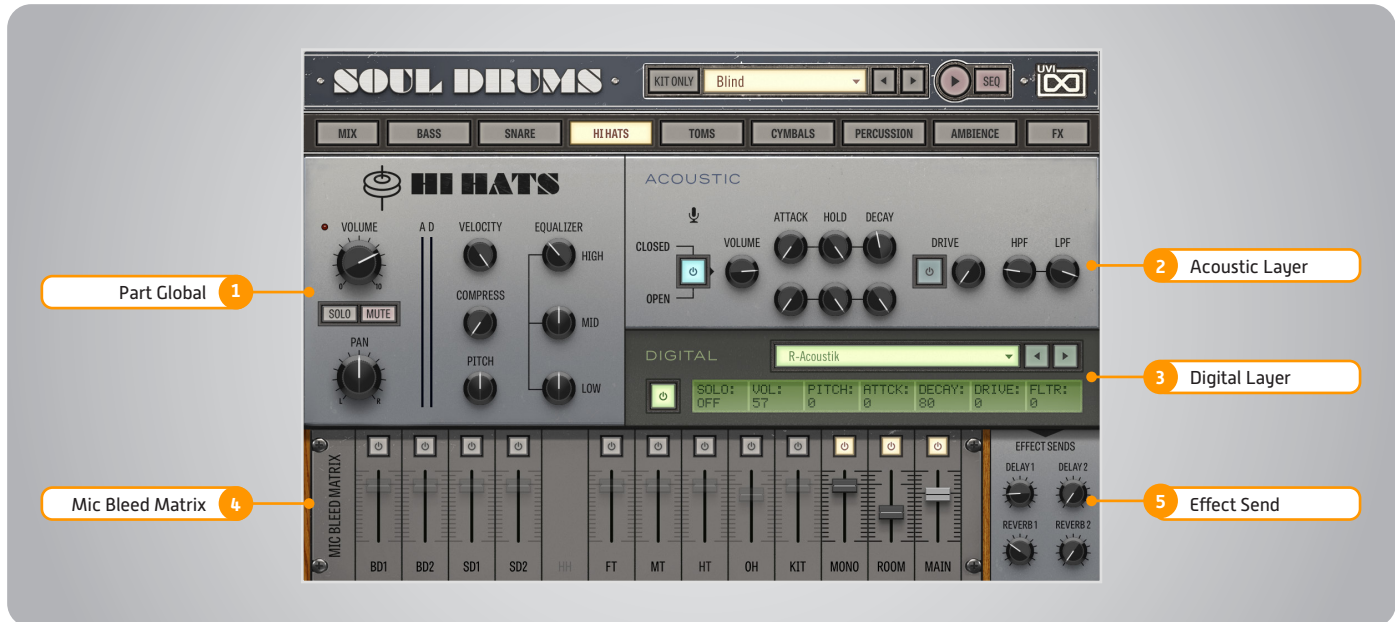 SOUL DRUMS
KIT ONLY
Blind
SEQ
UVI
MIX
BASS
SNARE
HI HATS
TOMS
CYMBALS
PERCUSSION
AMBIENCE
FX
HI HATS
VOLUME
0 10
SOLO
MUTE
PAN
L R
A D
VELOCITY
COMPRESS
PITCH
EQUALIZER
HIGH
MID
LOW
ACOUSTIC
CLOSED
OPEN
VOLUME
ATTACK
HOLD
DECAY
DRIVE
HPF
LPF
DIGITAL
R-Acoustik
SOLO: VOL: PITCH: ATTCK: DECAY: DRIVE: FLTR:
OFF 57 0 0 80 0 0
MIC BLEED MATRIX
BD1
BD2
SD1
SD2
HH
FT
MT
HT
OH
KIT
MONO
ROOM
MAIN
EFFECT SENDS
DELAY 1
DELAY 2
REVERB 1
REVERB 2
Part Global 1
2 Acoustic Layer
3 Digital Layer
Mic Bleed Matrix 4
5 Effect Send